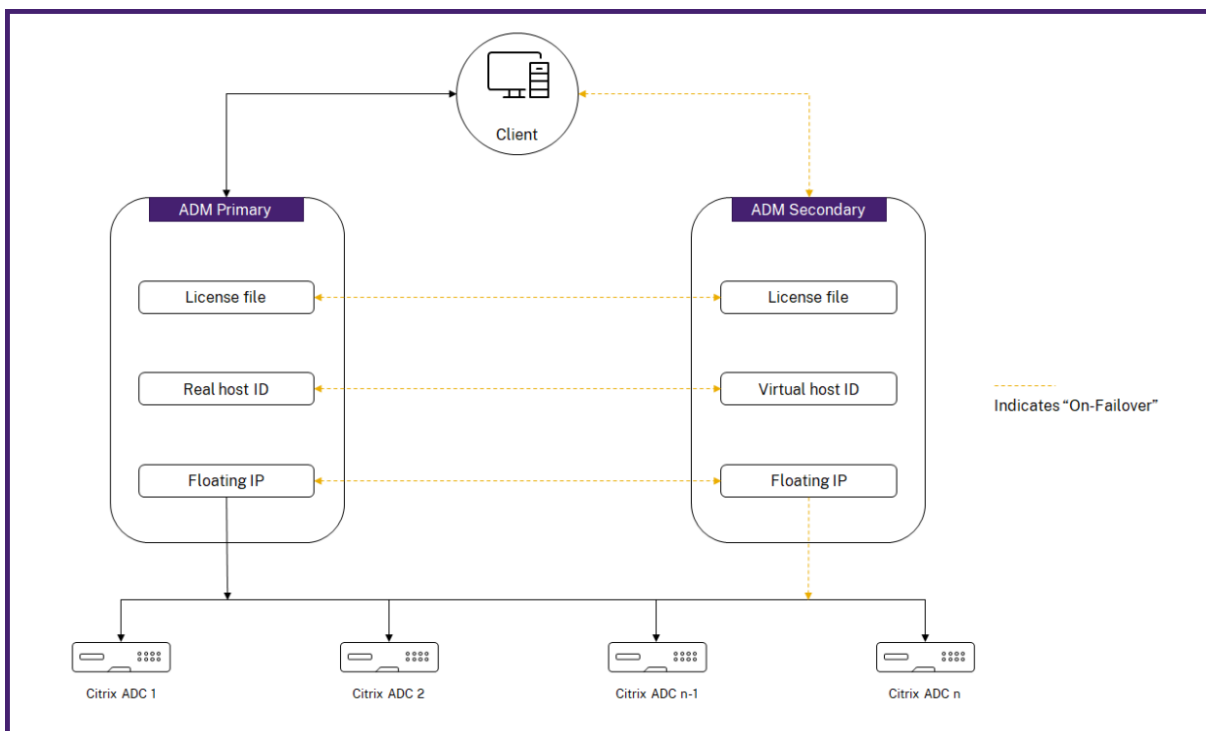 Client
ADM Primary
ADM Secondary
License file
License file
Real host ID
Virtual host ID
Indicates “On-Failover”
Floating IP
Floating IP
Citrix ADC 1
Citrix ADC 2
Citrix ADC n-1
Citrix ADC n